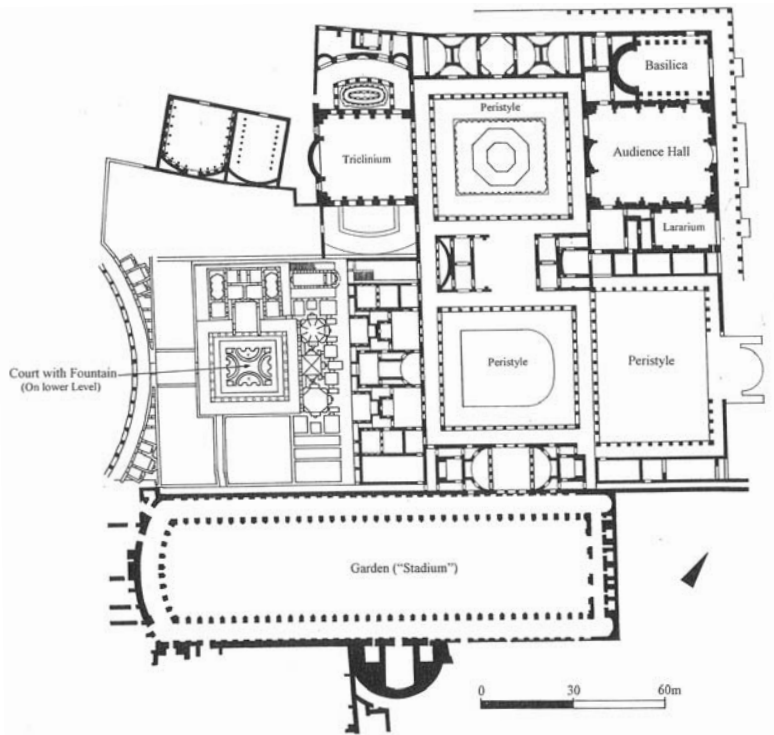 Basilica
Peristyle
Triclinium
Audience Hall
Lararium
Court with Fountain
(On lower Level)
Peristyle
Peristyle
Garden ("Stadium")
0 30 60m